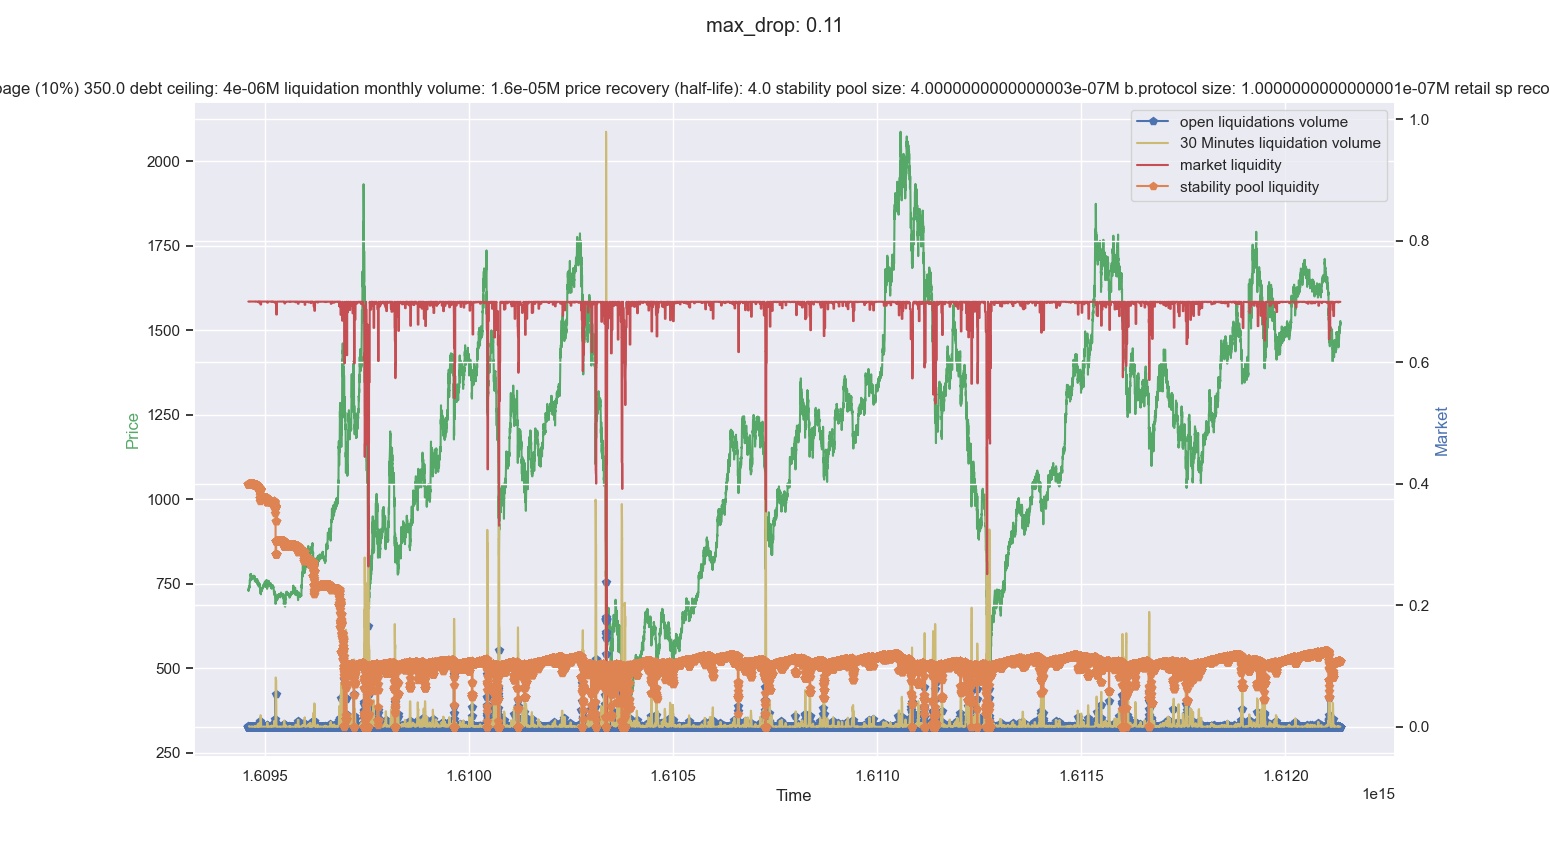 max_drop: 0.11
page (10%) 350.0 debt ceiling: 4e-06M liquidation monthly volume: 1.6e-05M price recovery (half-life): 4.0 stability pool size: 4.0000000000000003e-07M b.protocol size: 1.0000000000000001e-07M retail sp reco
open liquidations volume
30 Minutes liquidation volume
market liquidity
stability pool liquidity
Price
2000
1750
1500
1250
1000
750
500
250
1.0
0.8
0.6
0.4
0.2
0.0
Market
1.6095 1.6100 1.6105 1.6110 1.6115 1.6120
Time
1e15